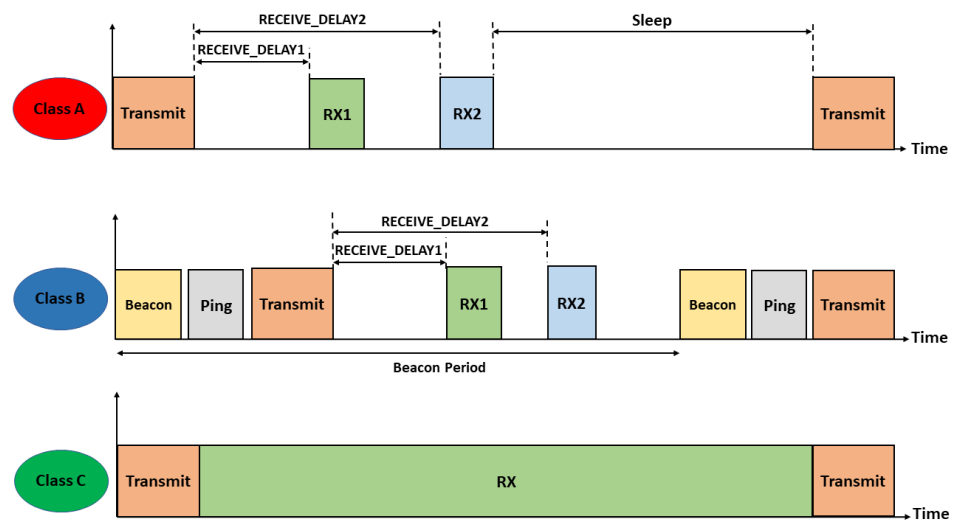 RECEIVE_DELAY2
Sleep
RECEIVE_DELAY1
Class A
Transmit
RX1
RX2
Transmit
Time
RECEIVE_DELAY2
RECEIVE_DELAY1
Class B
Beacon
Ping
Transmit
RX1
RX2
Beacon
Ping
Transmit
Time
Beacon Period
Class C
Transmit
RX
Transmit
Time